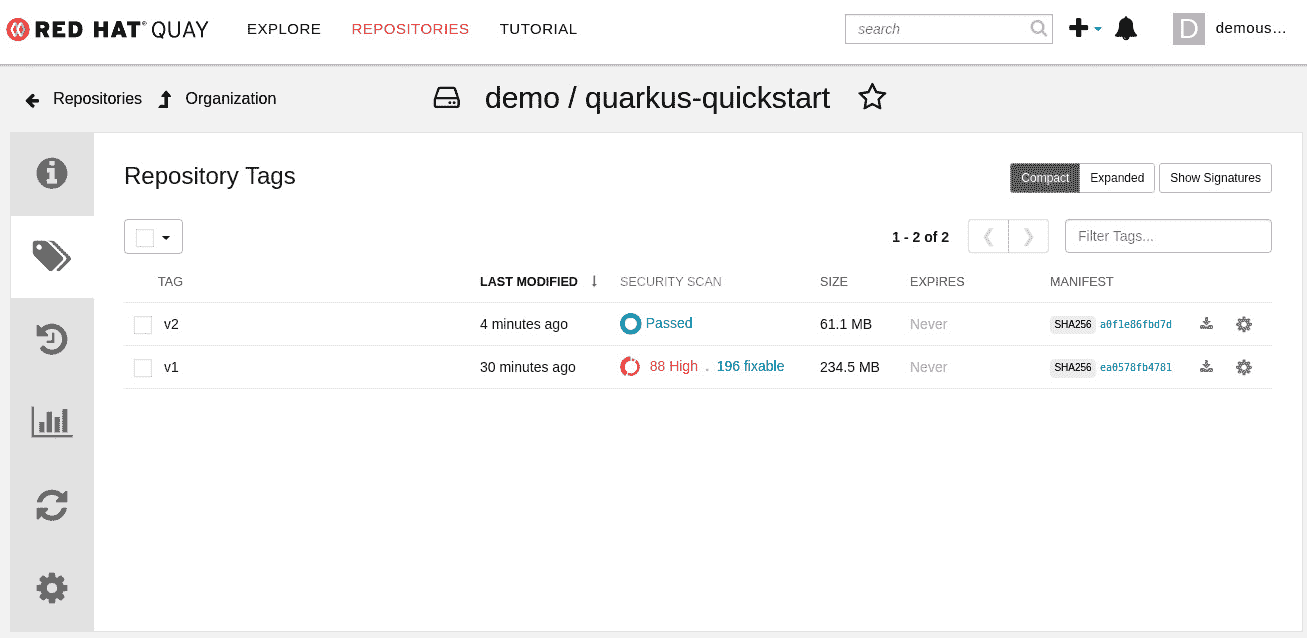 RED HAT® QUAY EXPLORE REPOSITORIES TUTORIAL search D demous...
Repositories Organization demo / quarkus-quickstart
Repository Tags Compact Expanded Show Signatures
1 - 2 of 2 Filter Tags...
TAG LAST MODIFIED SECURITY SCAN SIZE EXPIRES MANIFEST
v2 4 minutes ago Passed 61.1 MB Never SHA256 a0f1e86fbd7d
v1 30 minutes ago 88 High . 196 fixable 234.5 MB Never SHA256 ea0578fb4781